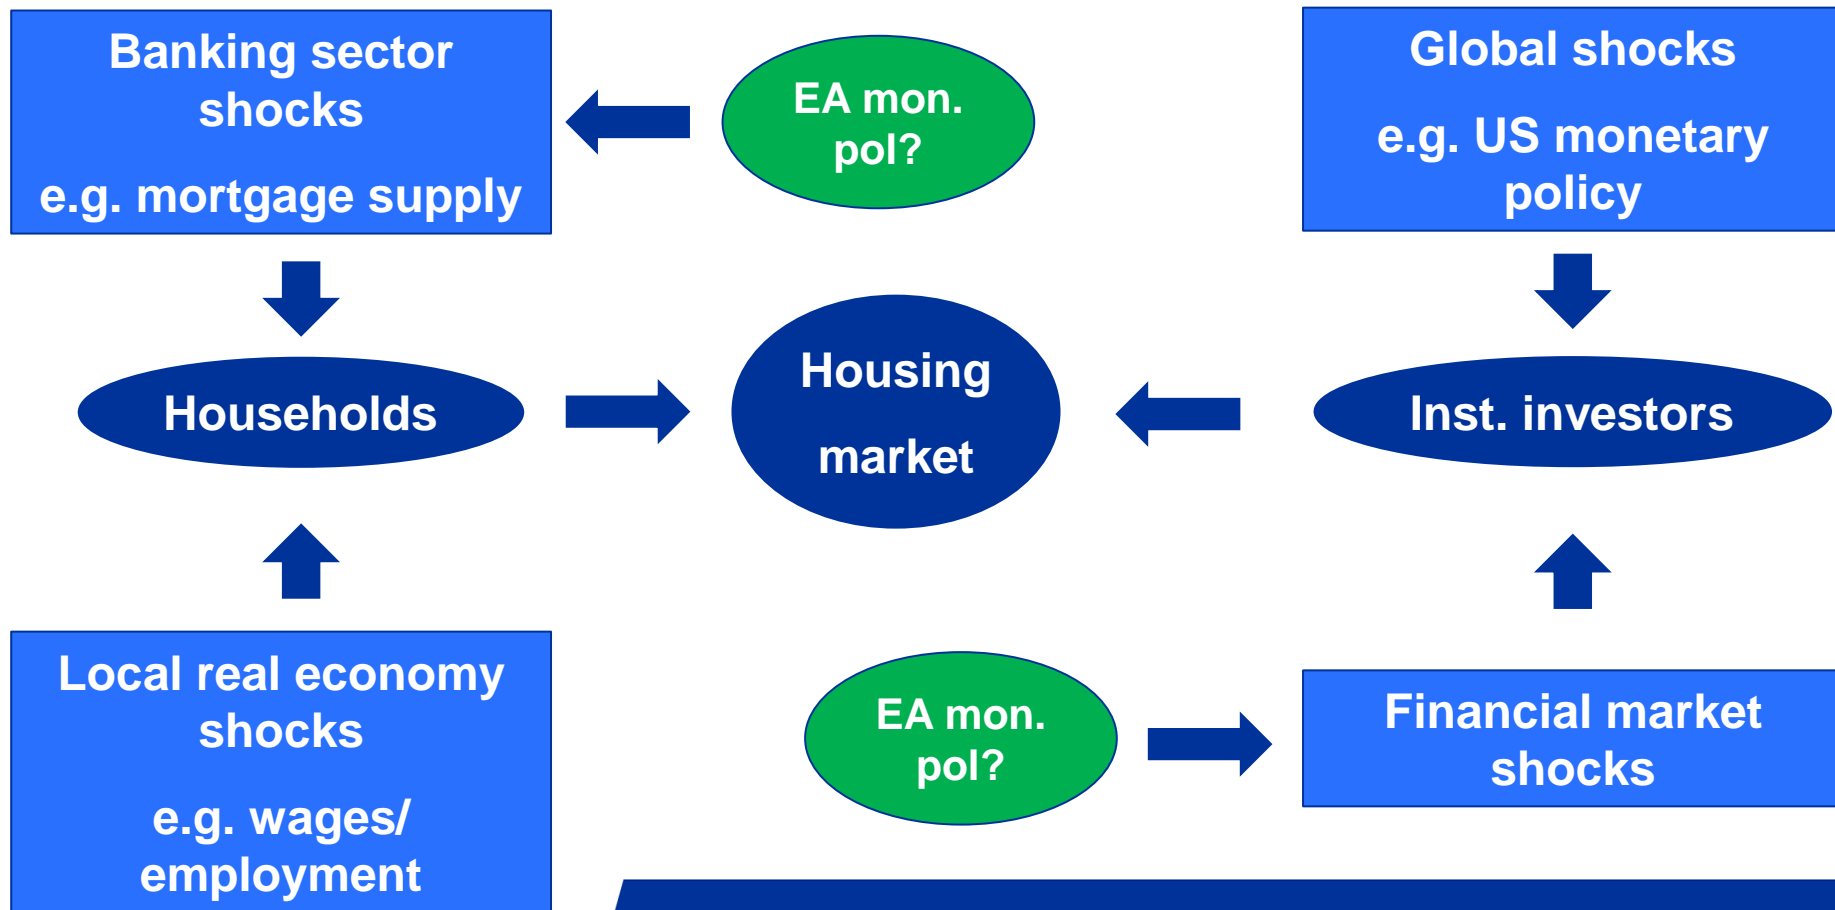 Banking sector
shocks
e.g. mortgage supply
EA mon.
pol?
Global shocks
e.g. US monetary
policy
Households
Housing
market
Inst. investors
Local real economy
shocks
e.g. wages/
employment
EA mon.
pol?
Financial market
shocks